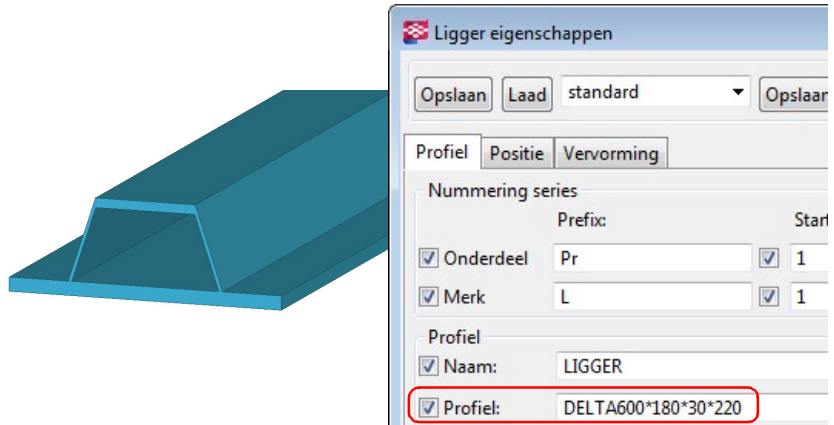 Ligger eigenschappen
Opslaan Laad standard Opslaan
Profiel Positie Vervorming
Nummering series
Prefix: Start
Onderdeel Pr 1
Merk L 1
Profiel
Naam: LIGGER
Profiel: DELTA600*180*30*220